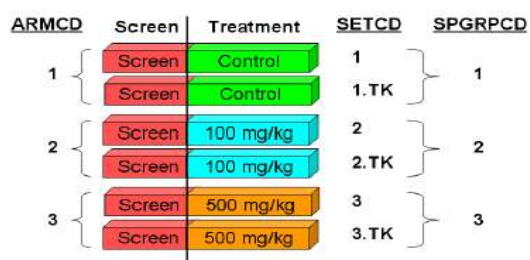 ARMCD Screen Treatment SETCD SPGRPCD
Screen Control 1
1 1
Screen Control 1.TK
Screen 100 mg/kg 2
2 2
Screen 100 mg/kg 2.TK
Screen 500 mg/kg 3
3 3
Screen 500 mg/kg 3.TK